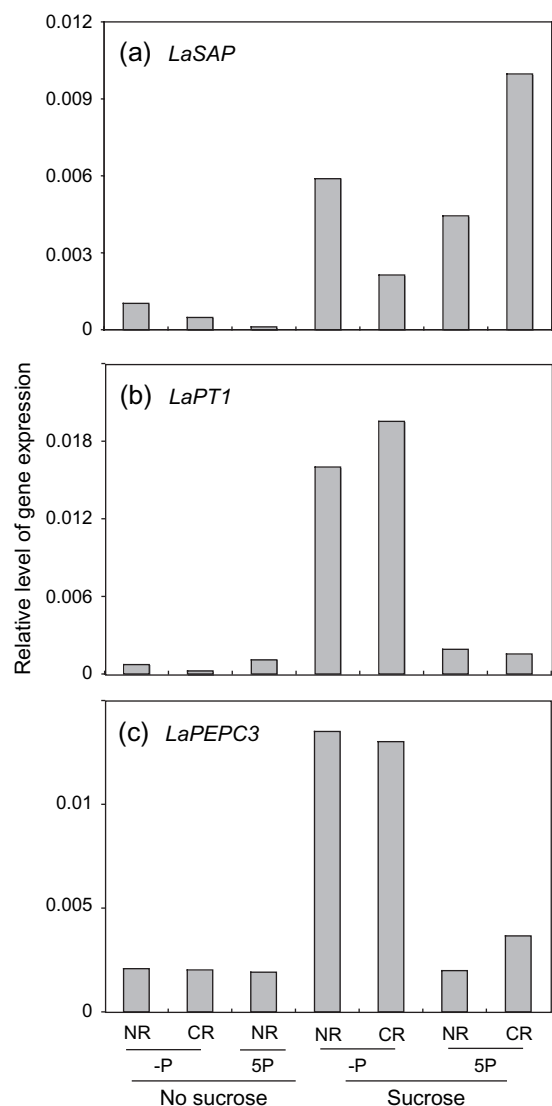 0.012
(a) LaSAP
0.009
0.006
0.003
0
(b) LaPT1
0.018
0.012
0.006
0
(c) LaPEPC3
0.01
0.005
0
Relative level of gene expression
NR CR NR NR CR NR CR
-P 5P -P 5P
No sucrose Sucrose